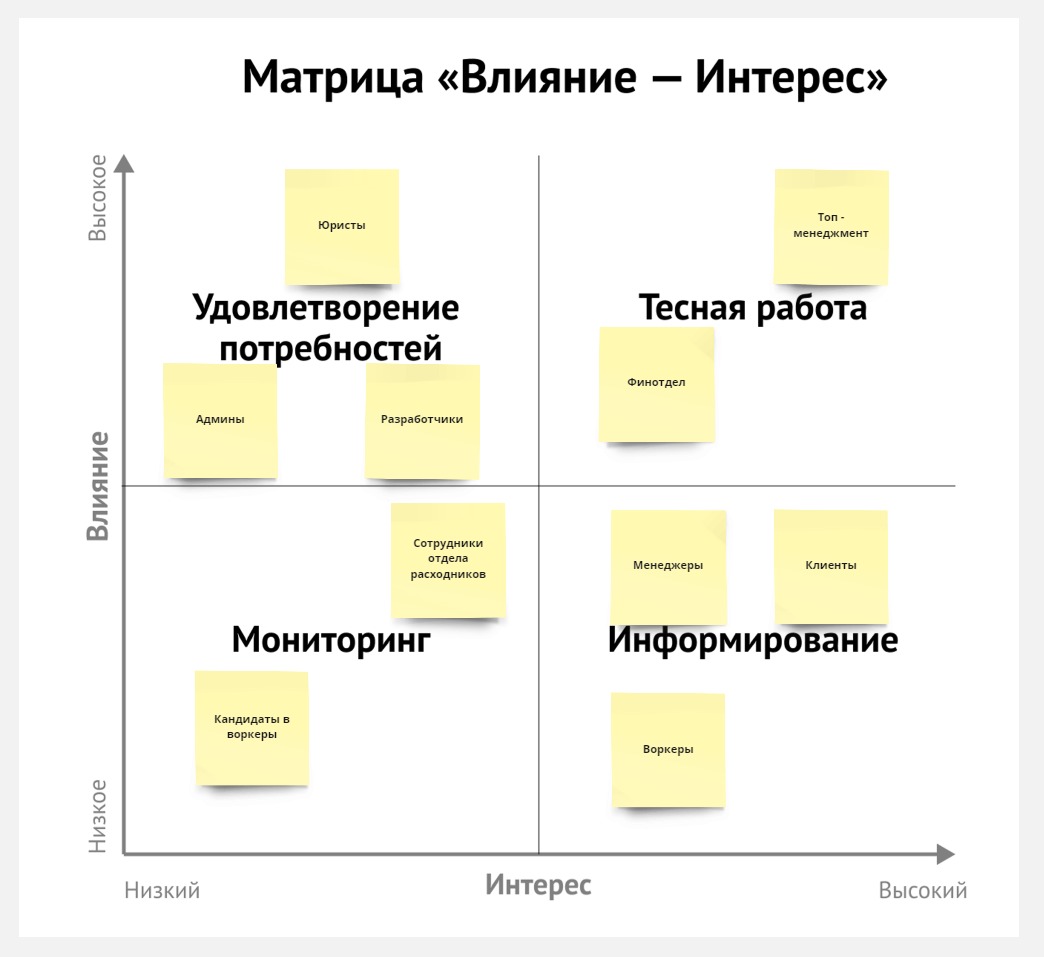 Матрица «Влияние — Интерес»
Высокое
Юристы
Топ -
менеджмент
Удовлетворение
потребностей
Тесная работа
Финотдел
Админы
Разработчики
Влияние
Сотрудники
отдела
расходников
Менеджеры
Клиенты
Мониторинг
Информирование
Кандидаты в
воркеры
Воркеры
Низкое
Низкий
Интерес
Высокий